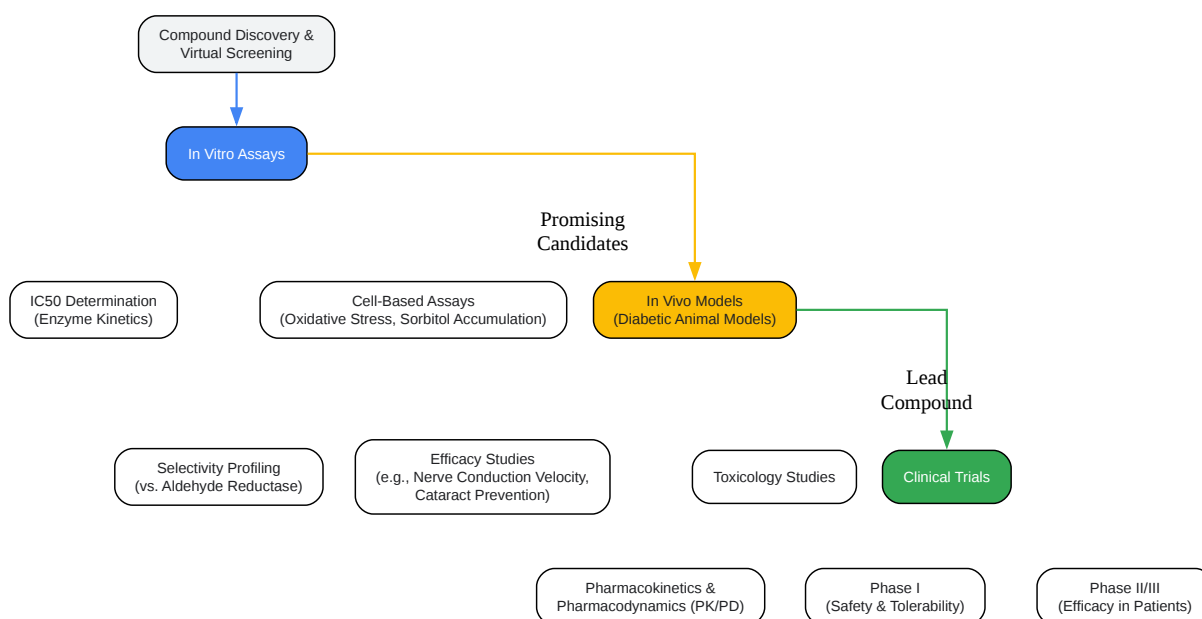 Compound Discovery &
Virtual Screening
In Vitro Assays
Promising
Candidates
IC50 Determination
(Enzyme Kinetics)
Cell-Based Assays
(Oxidative Stress, Sorbitol Accumulation)
In Vivo Models
(Diabetic Animal Models)
Lead
Compound
Selectivity Profiling
(vs. Aldehyde Reductase)
Efficacy Studies
(e.g., Nerve Conduction Velocity,
Cataract Prevention)
Toxicology Studies
Clinical Trials
Pharmacokinetics &
Pharmacodynamics (PK/PD)
Phase I
(Safety & Tolerability)
Phase II/III
(Efficacy in Patients)